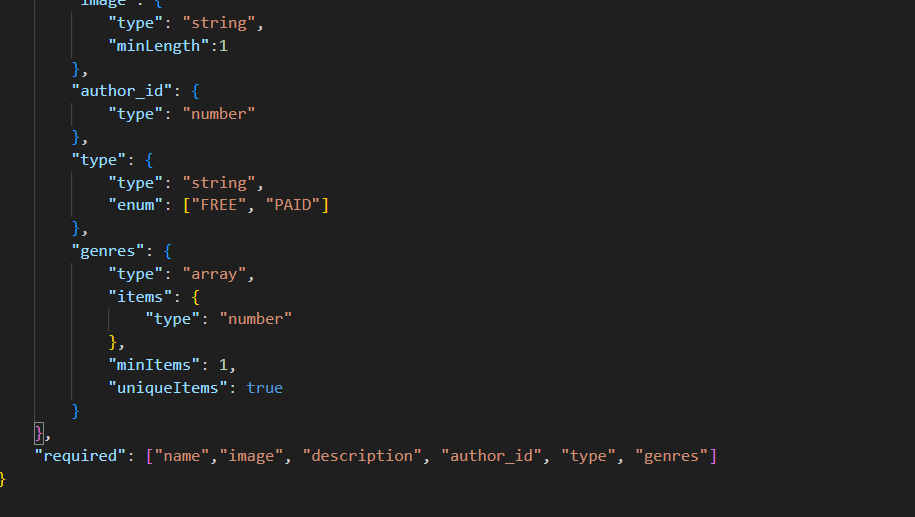 "image": {
"type": "string",
"minLength":1
},
"author_id": {
"type": "number"
},
"type": {
"type": "string",
"enum": ["FREE", "PAID"]
},
"genres": {
"type": "array",
"items": {
"type": "number"
},
"minItems": 1,
"uniqueItems": true
}
},
"required": ["name","image", "description", "author_id", "type", "genres"]
}